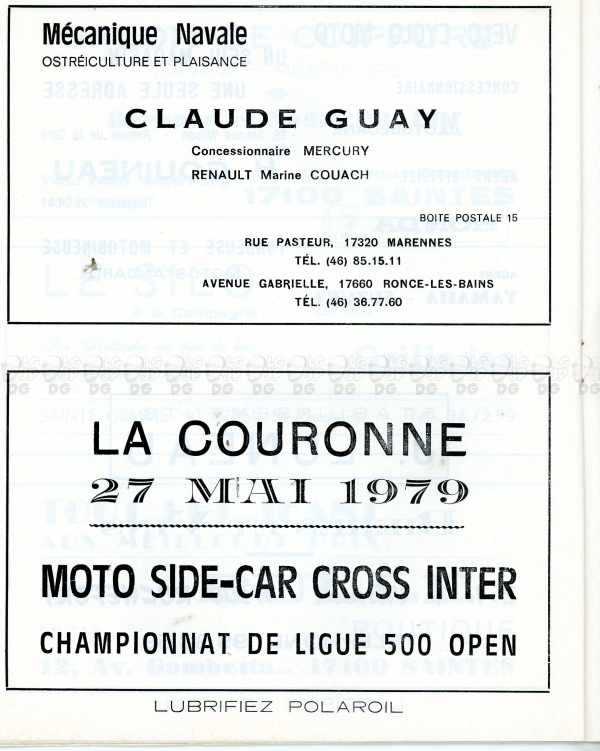 Mécanique Navale
OSTRÉICULTURE ET PLAISANCE
CLAUDE GUAY
Concessionnaire MERCURY
RENAULT Marine COUACH
BOITE POSTALE 15
RUE PASTEUR, 17320 MARENNES
TÉL. (46) 85.15.11
AVENUE GABRIELLE, 17660 RONCE-LES-BAINS
TÉL. (46) 36.77.60
LA COURONNE
27 MAI 1979
MOTO SIDE-CAR CROSS INTER
CHAMPIONNAT DE LIGUE 500 OPEN
LUBRIFIEZ POLAROIL